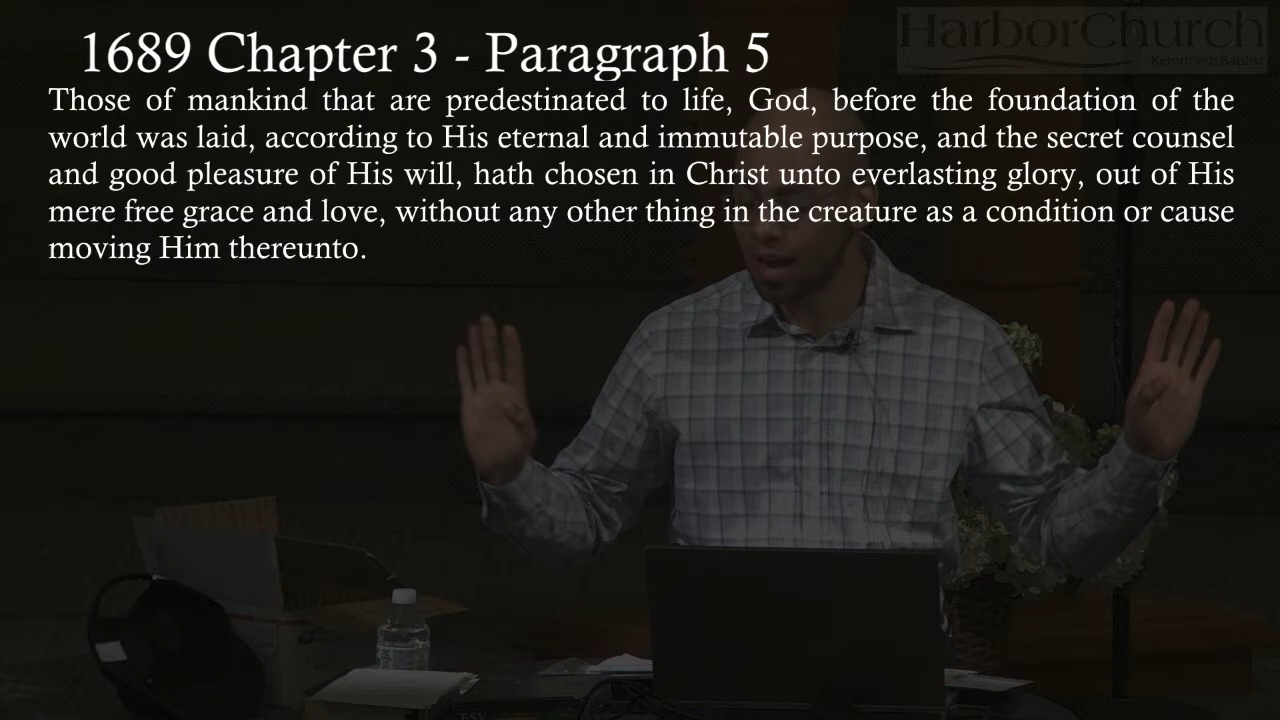 HarborChurch
Reformed Baptist
1689 Chapter 3 - Paragraph 5
Those of mankind that are predestinated to life, God, before the foundation of the
world was laid, according to His eternal and immutable purpose, and the secret counsel
and good pleasure of His will, hath chosen in Christ unto everlasting glory, out of His
mere free grace and love, without any other thing in the creature as a condition or cause
moving Him thereunto.
ESV